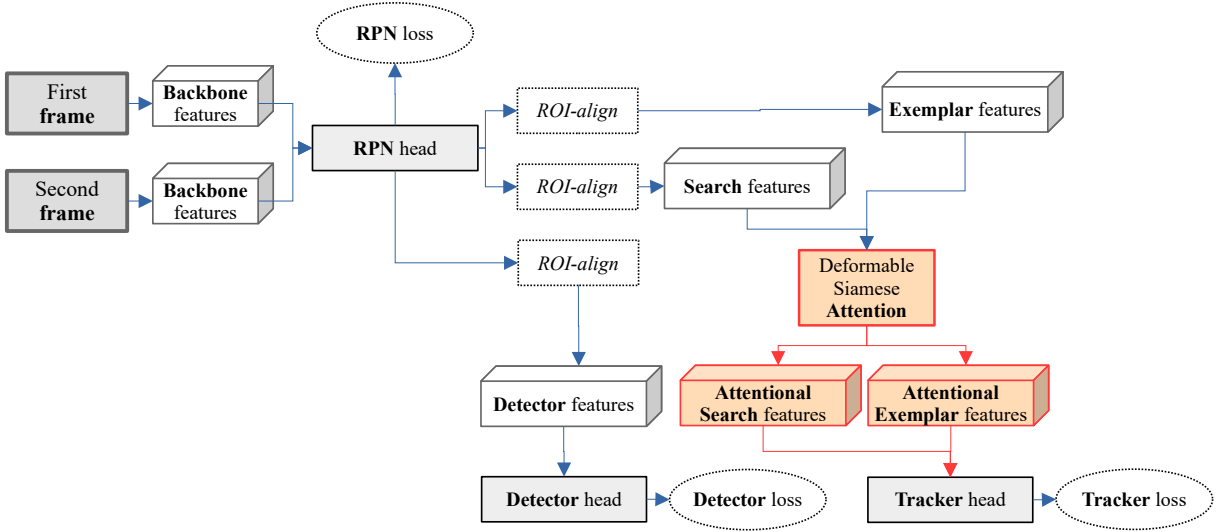 RPN loss
First
frame
Backbone
features
ROI-align
Exemplar features
RPN head
Second
frame
Backbone
features
ROI-align
Search features
ROI-align
Deformable
Siamese
Attention
Detector features
Attentional
Search features
Attentional
Exemplar features
Detector head
Detector loss
Tracker head
Tracker loss